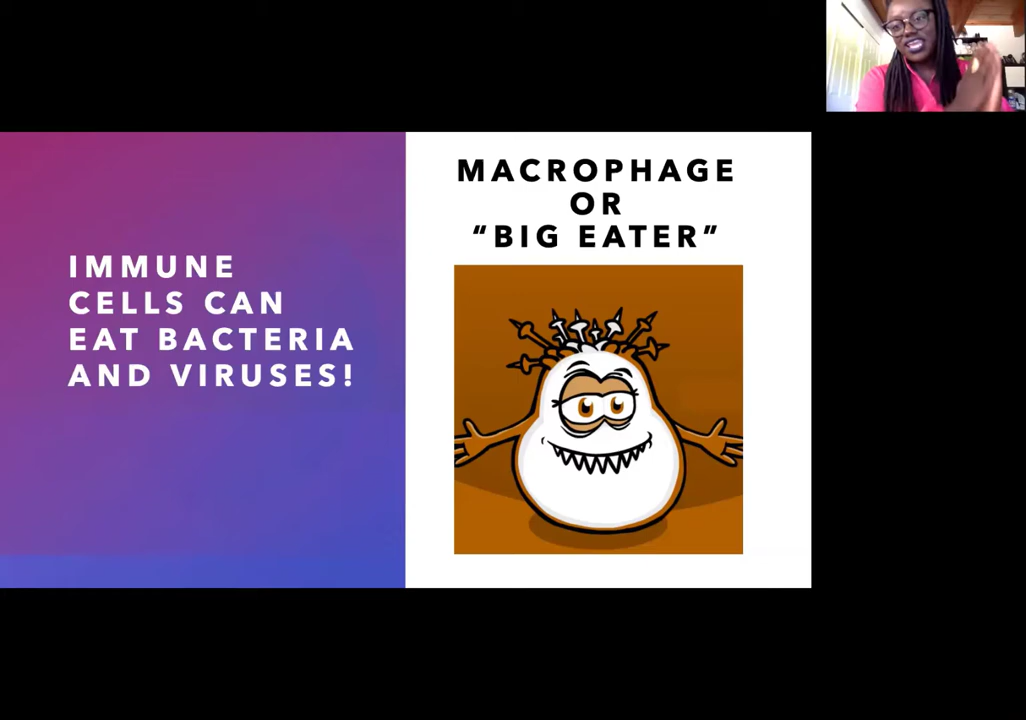 IMMUNE
CELLS CAN
EAT BACTERIA
AND VIRUSES!
MACROPHAGE
OR
“BIG EATER”